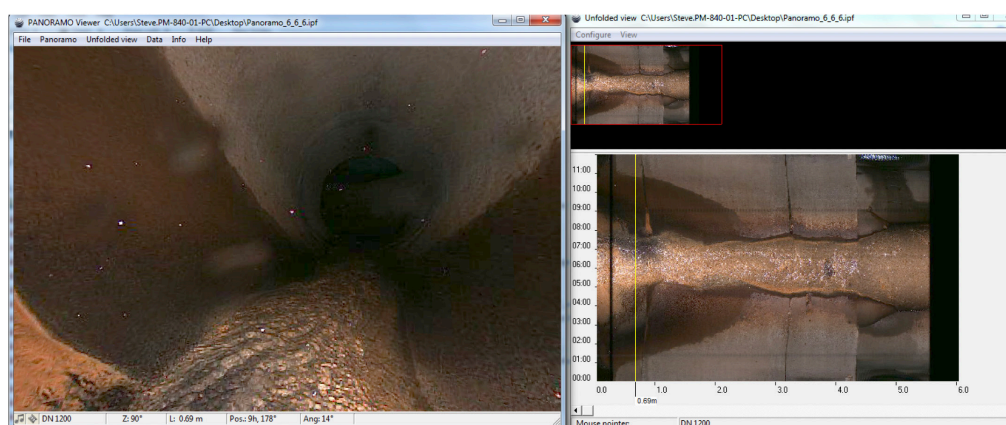 PANORAMO Viewer C:\Users\Steve.PM-840-01-PC\Desktop\Panoramo_6_6_6.ipf
File Panoramo Unfolded view Data Info Help
DN 1200 Z: 90° L: 0.69 m Pos.: 9h, 178° Ang: 14°
Unfolded view C:\Users\Steve.PM-840-01-PC\Desktop\Panoramo_6_6_6.ipf
Configure View
11:00
10:00
09:00
08:00
07:00
06:00
05:00
04:00
03:00
02:00
01:00
00:00
0.0 1.0 2.0 3.0 4.0 5.0 6.0
0.69m
Mouse pointer: DN 1200